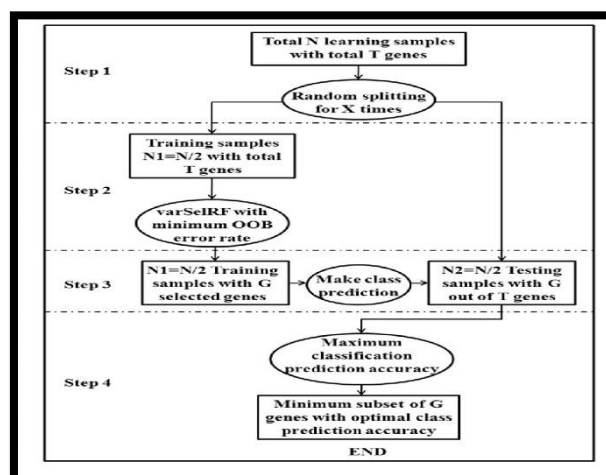 Total N learning samples
with total T genes
Step 1
Random splitting
for X times
Training samples
N1=N/2 with total
T genes
Step 2
varSelRF with
minimum OOB
error rate
Step 3
N1=N/2 Training
samples with G
selected genes
Make class
prediction
N2=N/2 Testing
samples with G
out of T genes
Maximum
classification
prediction accuracy
Step 4
Minimum subset of G
genes with optimal class
prediction accuracy
END